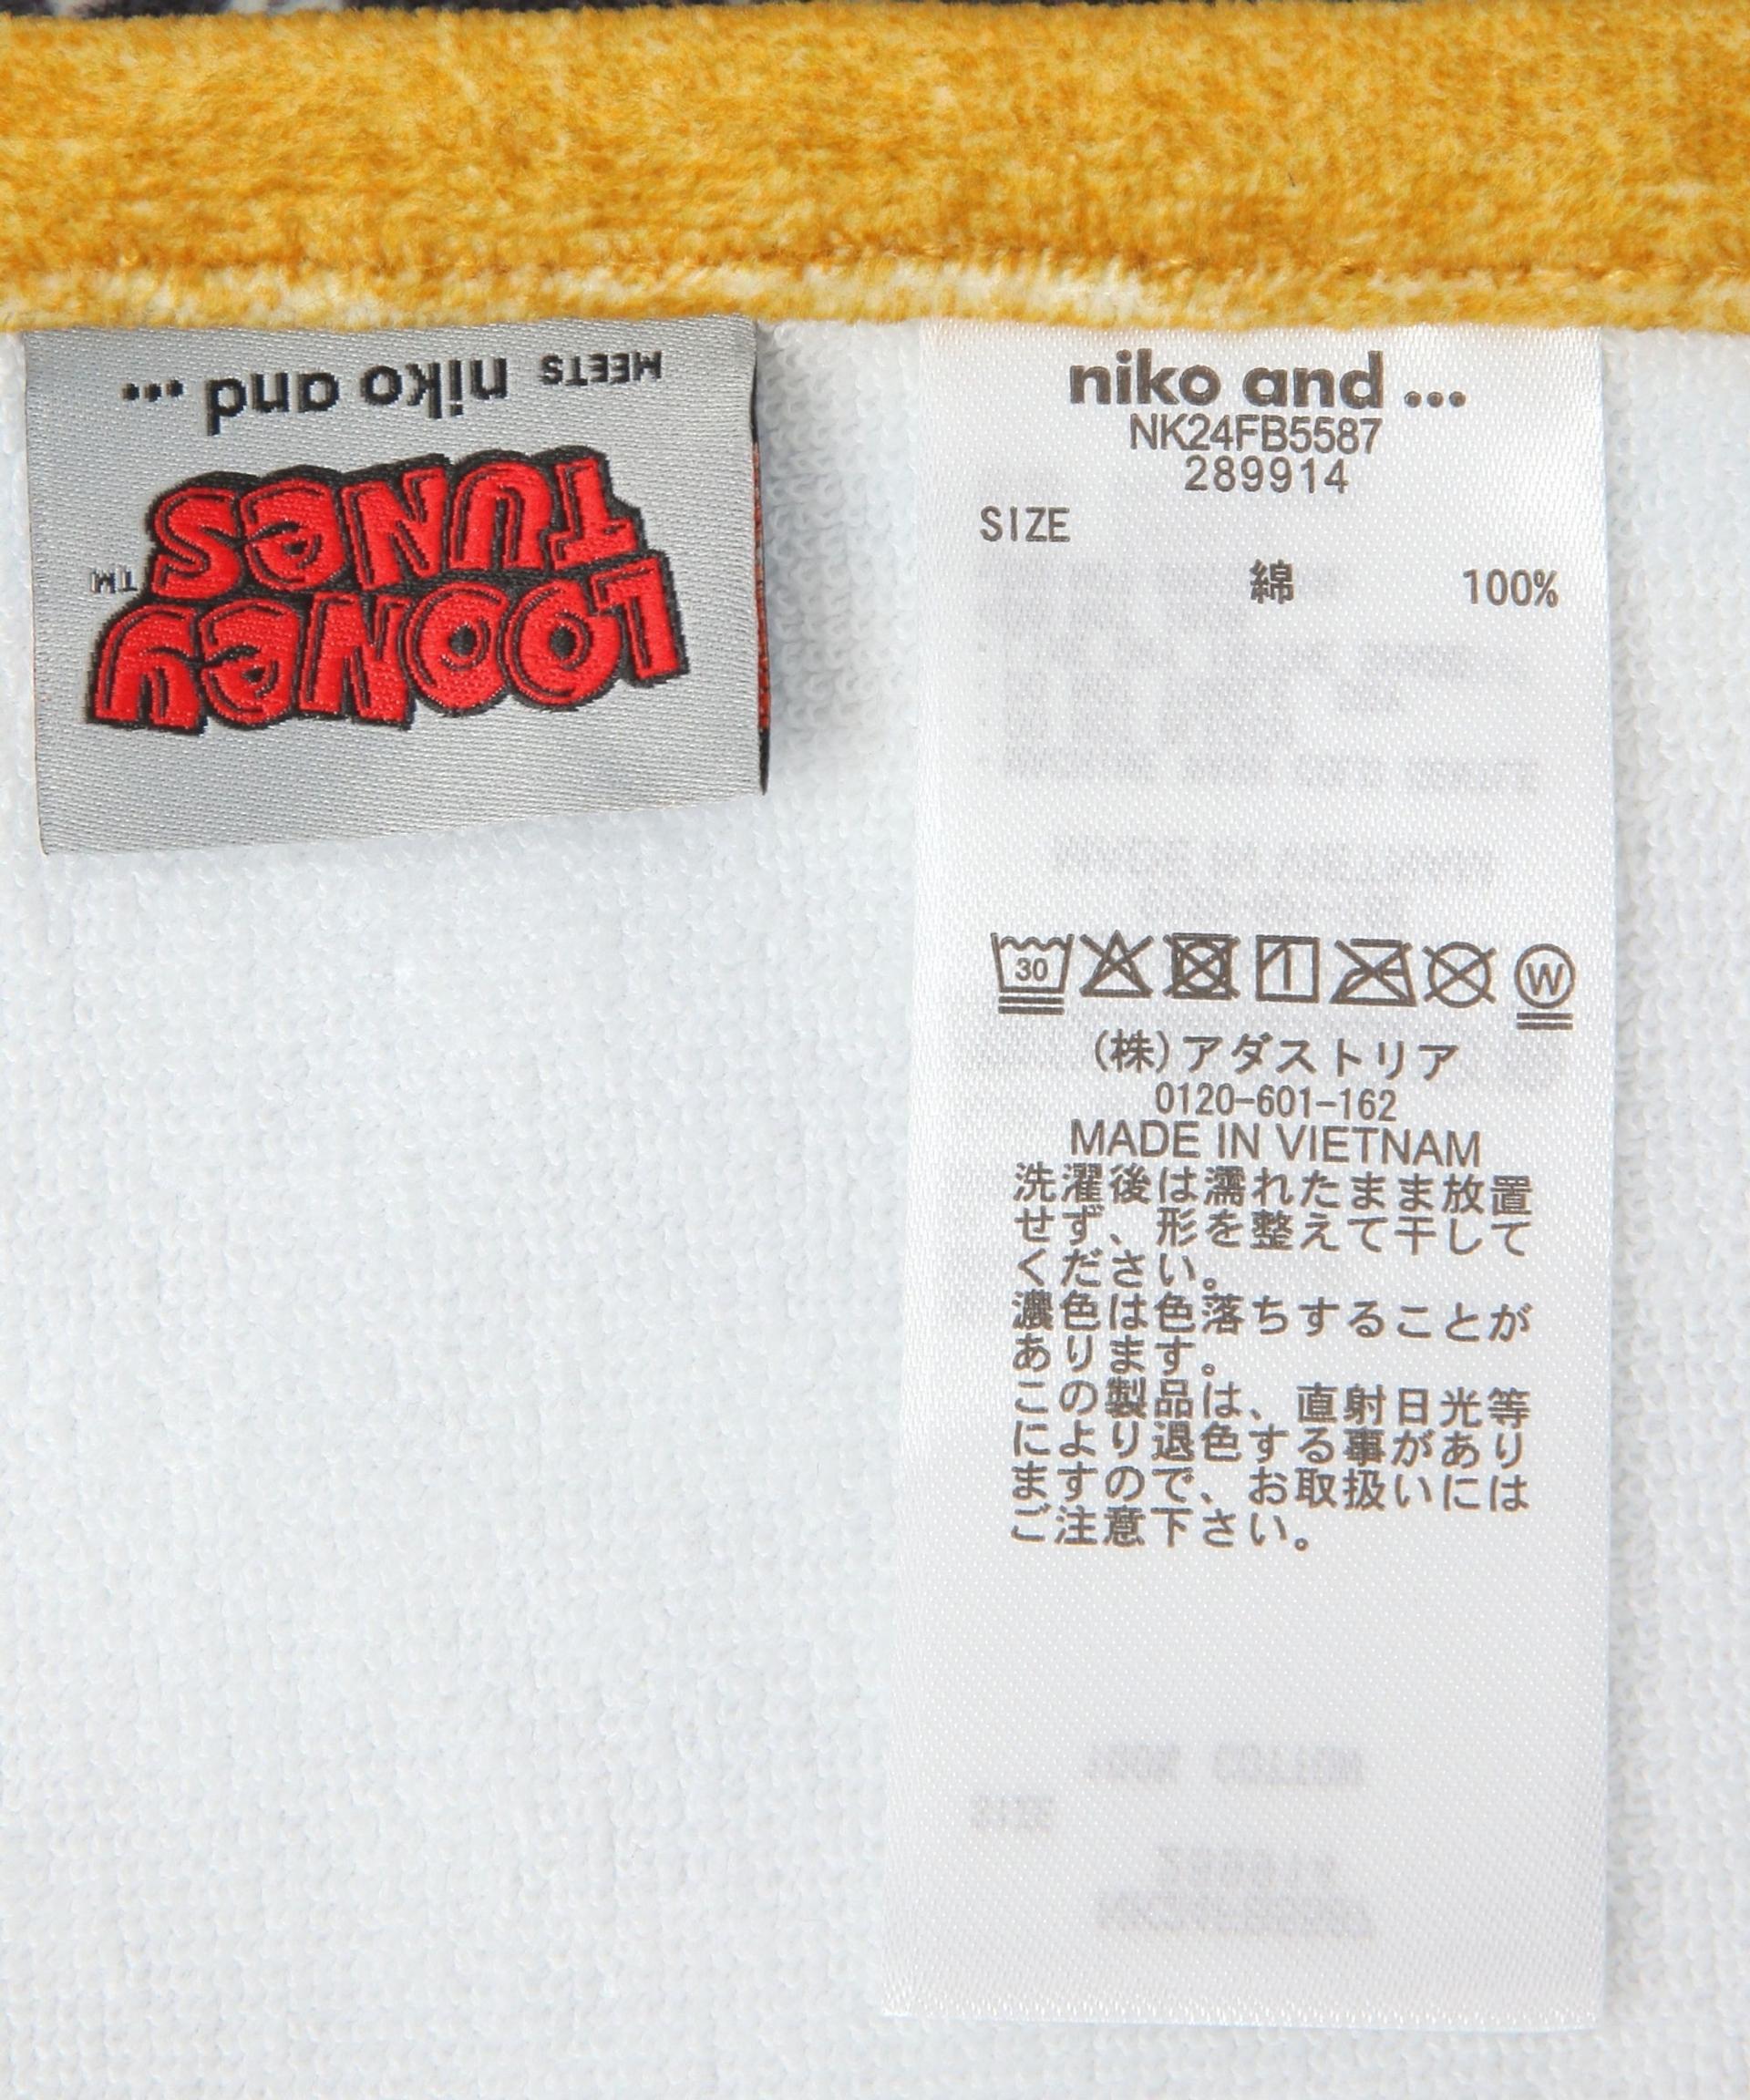 LOONEY
TUNES
TM
MEETS niko and ...
niko and ...
NK24FB5587
289914
SIZE
綿 100%
30
W
(株)アダストリア
0120-601-162
MADE IN VIETNAM
洗濯後は濡れたまま放置
せず、形を整えて干して
ください。
濃色は色落ちすることが
あります。
この製品は、直射日光等
により退色する事があり
ますので、お取扱いには
ご注意下さい。